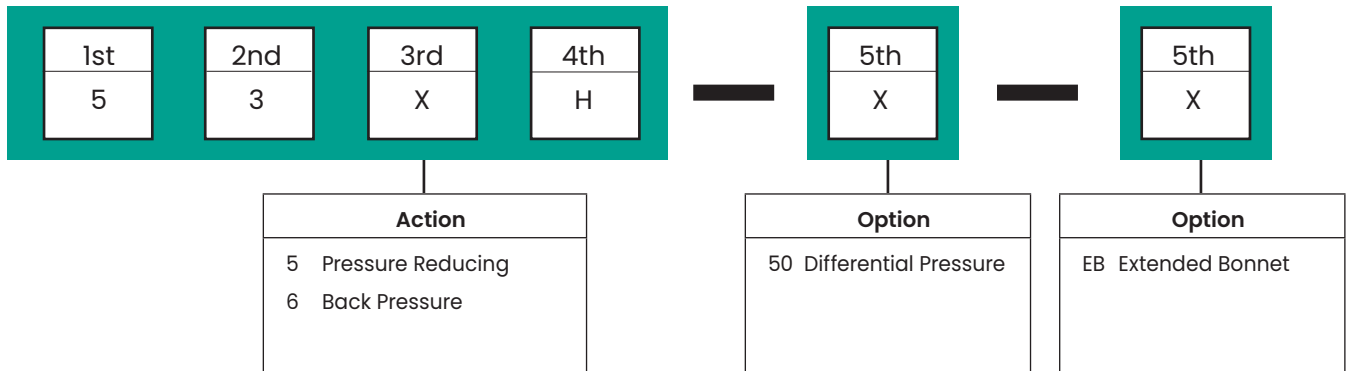 1st 2nd 3rd 4th 5th 5th
5 3 X H X X
Action Option Option
5 Pressure Reducing 50 Differential Pressure EB Extended Bonnet
6 Back Pressure